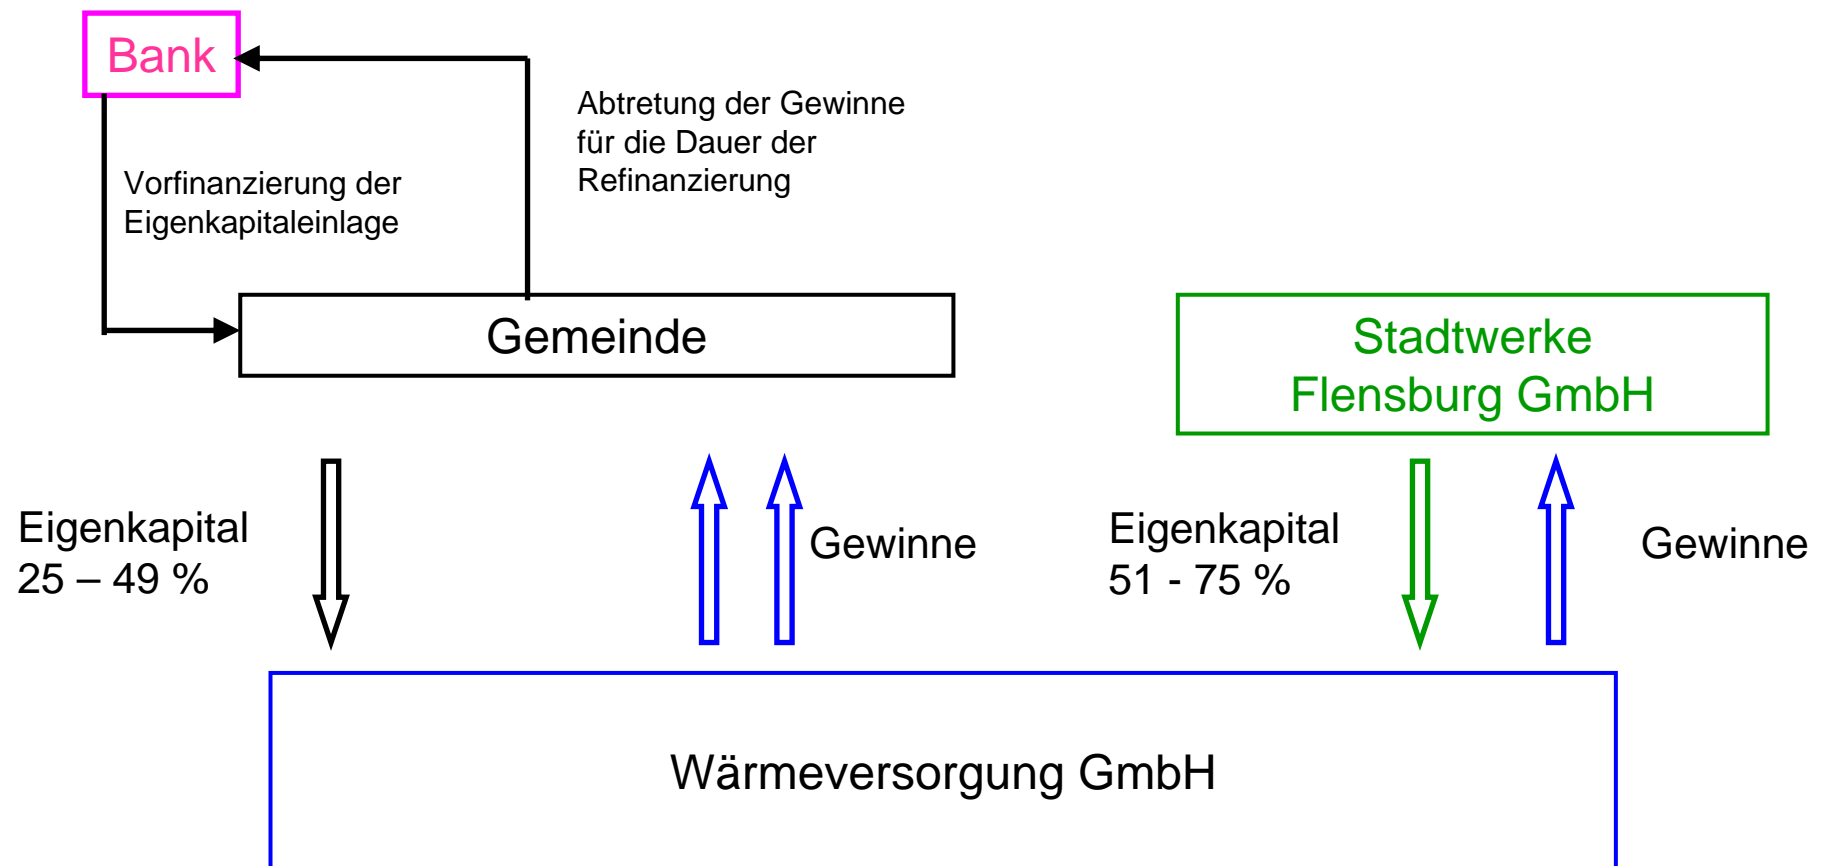 Bank
Abtretung der Gewinne
für die Dauer der
Refinanzierung
Vorfinanzierung der
Eigenkapitaleinlage
Gemeinde
Stadtwerke
Flensburg GmbH
Eigenkapital
25 – 49 %
Gewinne
Eigenkapital
51 - 75 %
Gewinne
Wärmeversorgung GmbH